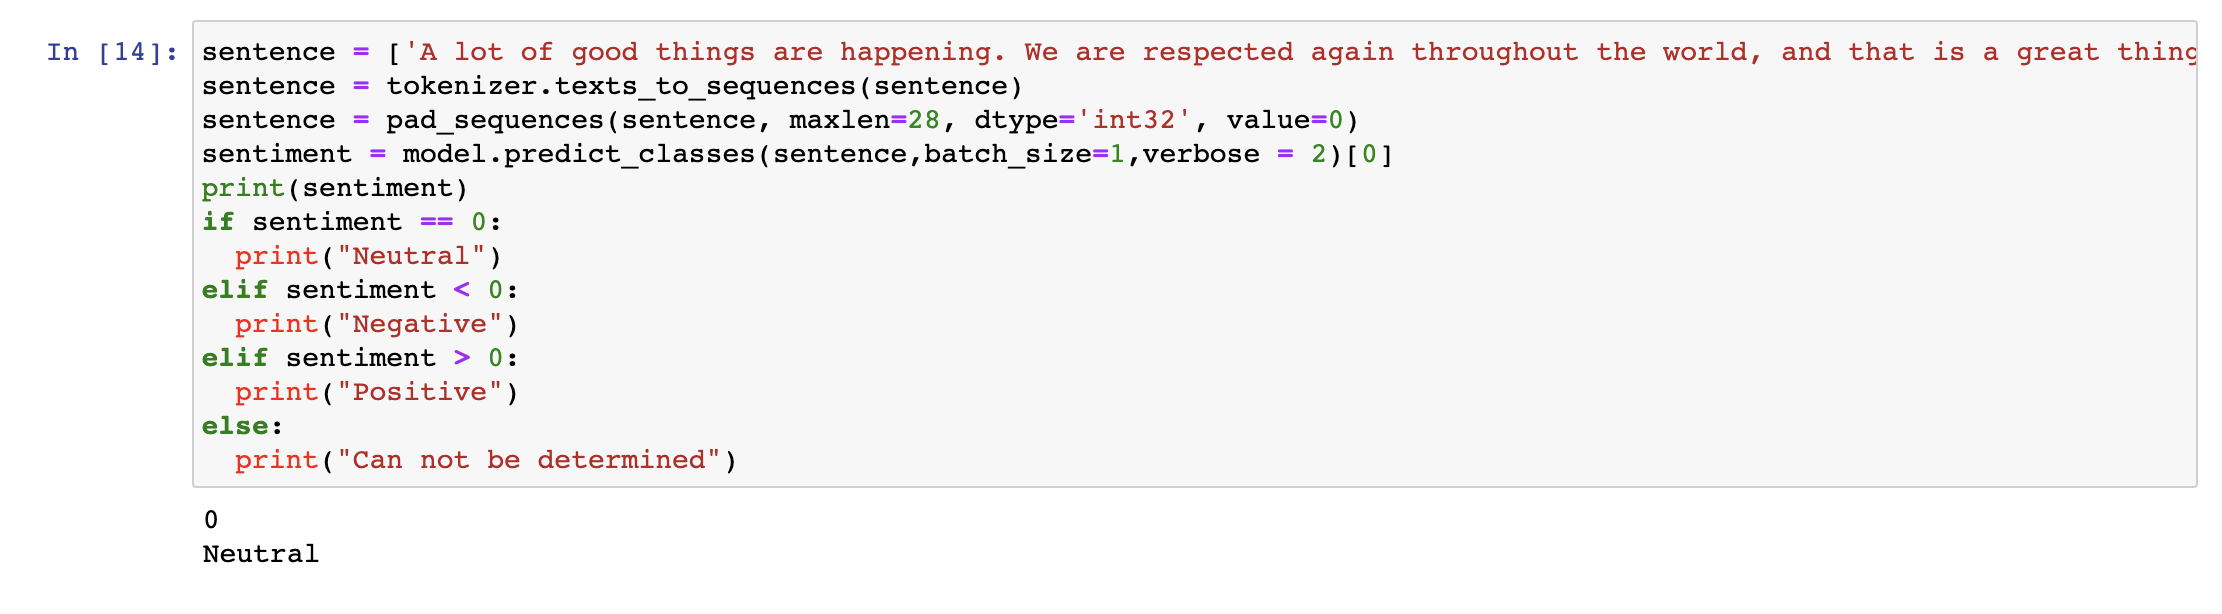 In [14]: sentence = ['A lot of good things are happening. We are respected again throughout the world, and that is a great thing
sentence = tokenizer.texts_to_sequences(sentence)
sentence = pad_sequences(sentence, maxlen=28, dtype='int32', value=0)
sentiment = model.predict_classes(sentence,batch_size=1,verbose = 2)[0]
print(sentiment)
if sentiment == 0:
  print("Neutral")
elif sentiment < 0:
  print("Negative")
elif sentiment > 0:
  print("Positive")
else:
  print("Can not be determined")
0
Neutral